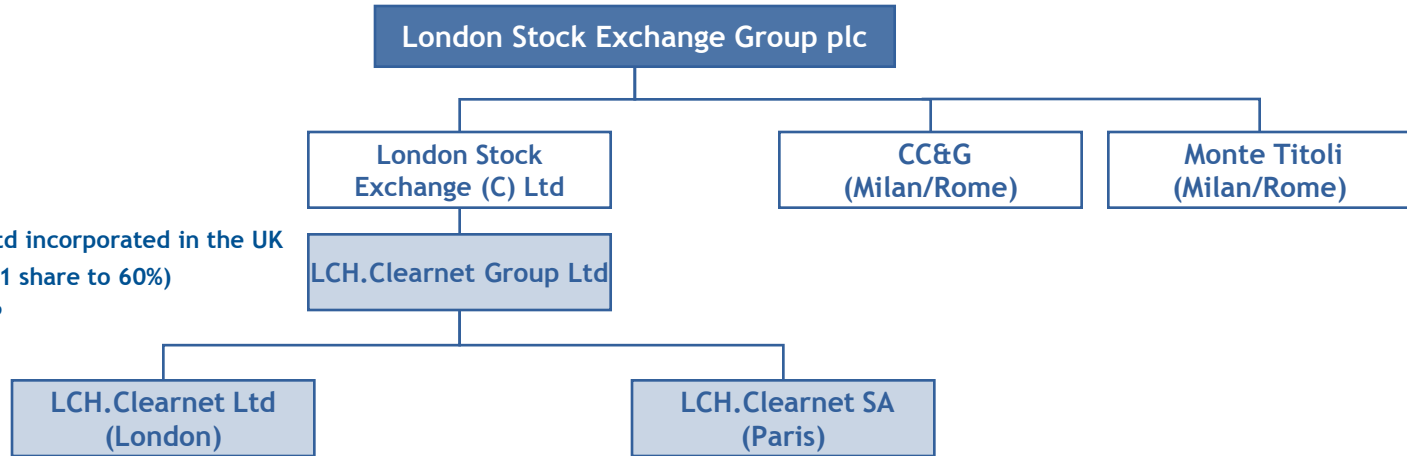 London Stock Exchange Group plc
London Stock
Exchange (C) Ltd
CC&G
(Milan/Rome)
Monte Titoli
(Milan/Rome)
td incorporated in the UK
1 share to 60%)
LCH.Clearnet Group Ltd
LCH.Clearnet Ltd
(London)
LCH.Clearnet SA
(Paris)